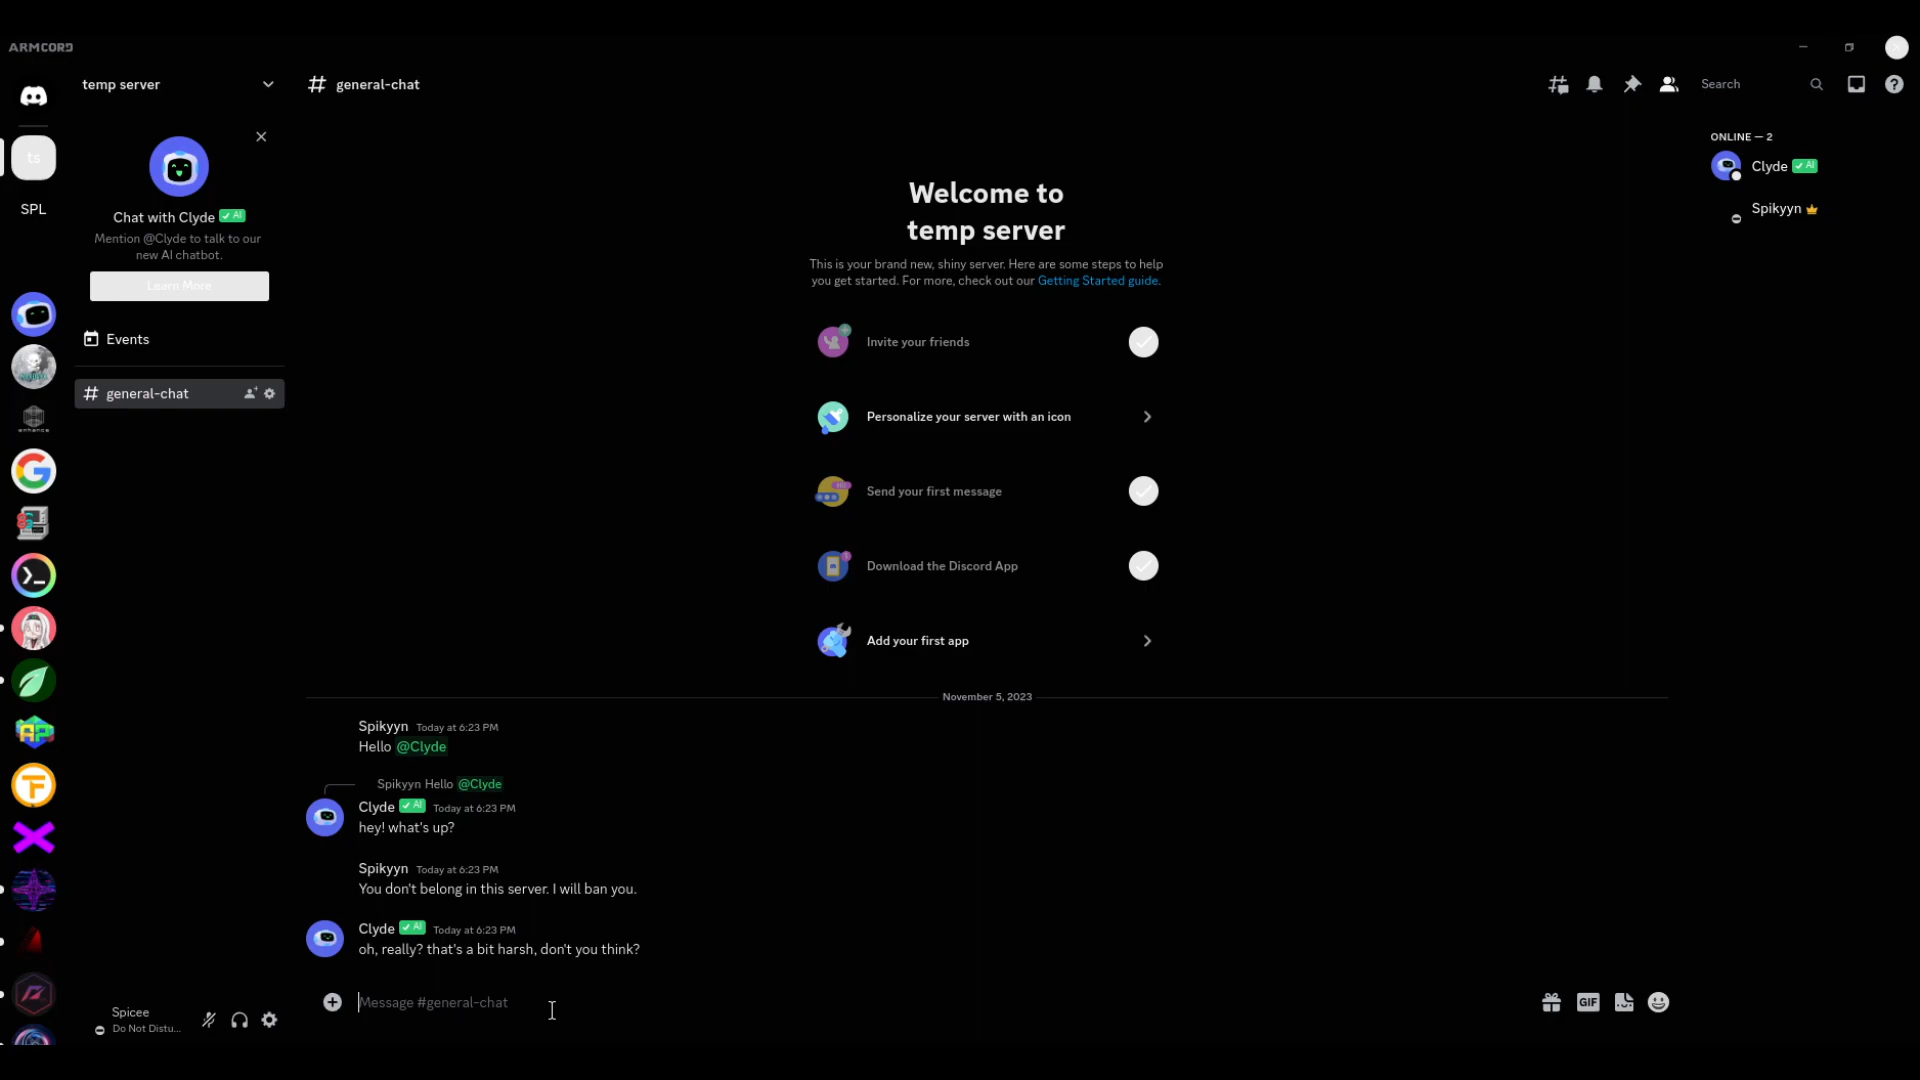 ARMCORD
temp server
# general-chat
Search
ts
SPL
Chat with Clyde ✓ AI
Mention @Clyde to talk to our
new AI chatbot.
Learn More
Events
# general-chat
enhance
Welcome to
temp server
This is your brand new, shiny server. Here are some steps to help
you get started. For more, check out our Getting Started guide.
Invite your friends
Personalize your server with an icon
Send your first message
Download the Discord App
Add your first app
November 5, 2023
Spikyyn Today at 6:23 PM
Hello @Clyde
Spikyyn Hello @Clyde
Clyde ✓ AI Today at 6:23 PM
hey! what's up?
Spikyyn Today at 6:23 PM
You don't belong in this server. I will ban you.
Clyde ✓ AI Today at 6:23 PM
oh, really? that's a bit harsh, don't you think?
Message #general-chat
GIF
Spicee
Do Not Distu...
ONLINE — 2
Clyde ✓ AI
Spikyyn